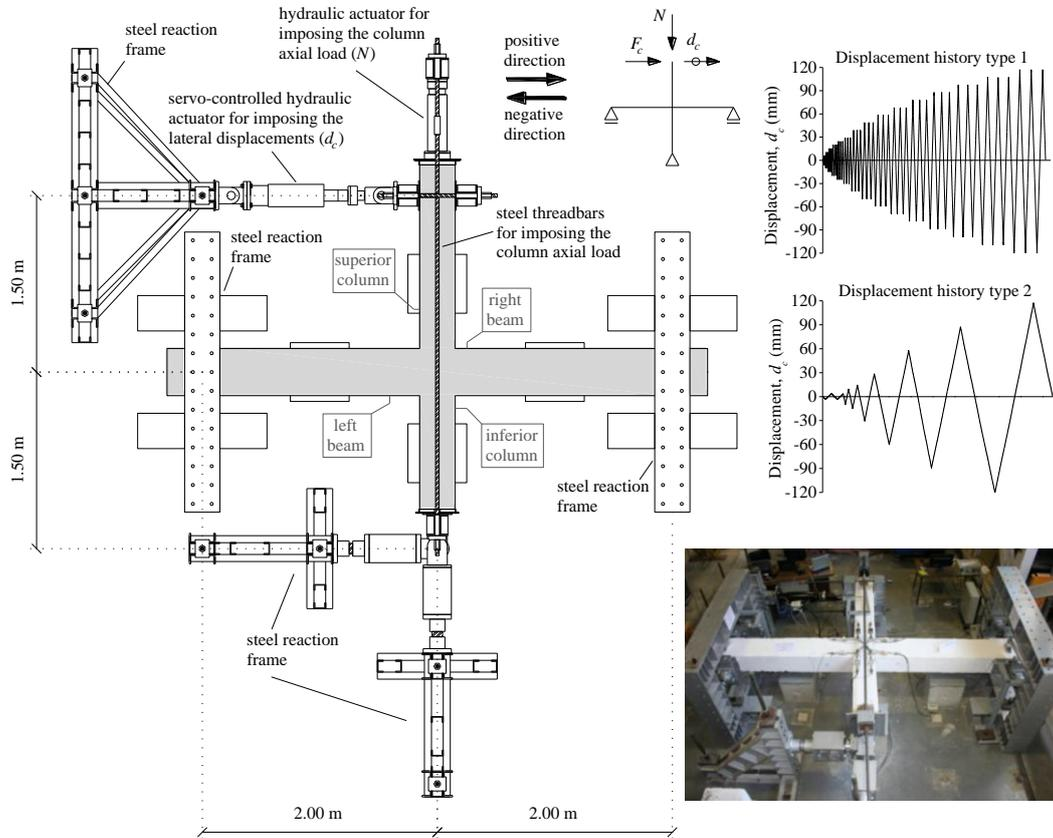 steel reaction
frame
hydraulic actuator for
imposing the column
axial load (N)
servo-controlled hydraulic
actuator for imposing the
lateral displacements (d_c)
positive
direction
negative
direction
N
F_c
d_c
steel threadbars
for imposing the
column axial load
steel reaction
frame
superior
column
right
beam
left
beam
inferior
column
steel reaction
frame
steel reaction
frame
1.50 m
1.50 m
2.00 m
2.00 m
Displacement history type 1
Displacement, d_c (mm)
120
90
60
30
0
-30
-60
-90
-120
Displacement history type 2
Displacement, d_c (mm)
120
90
60
30
0
-30
-60
-90
-120